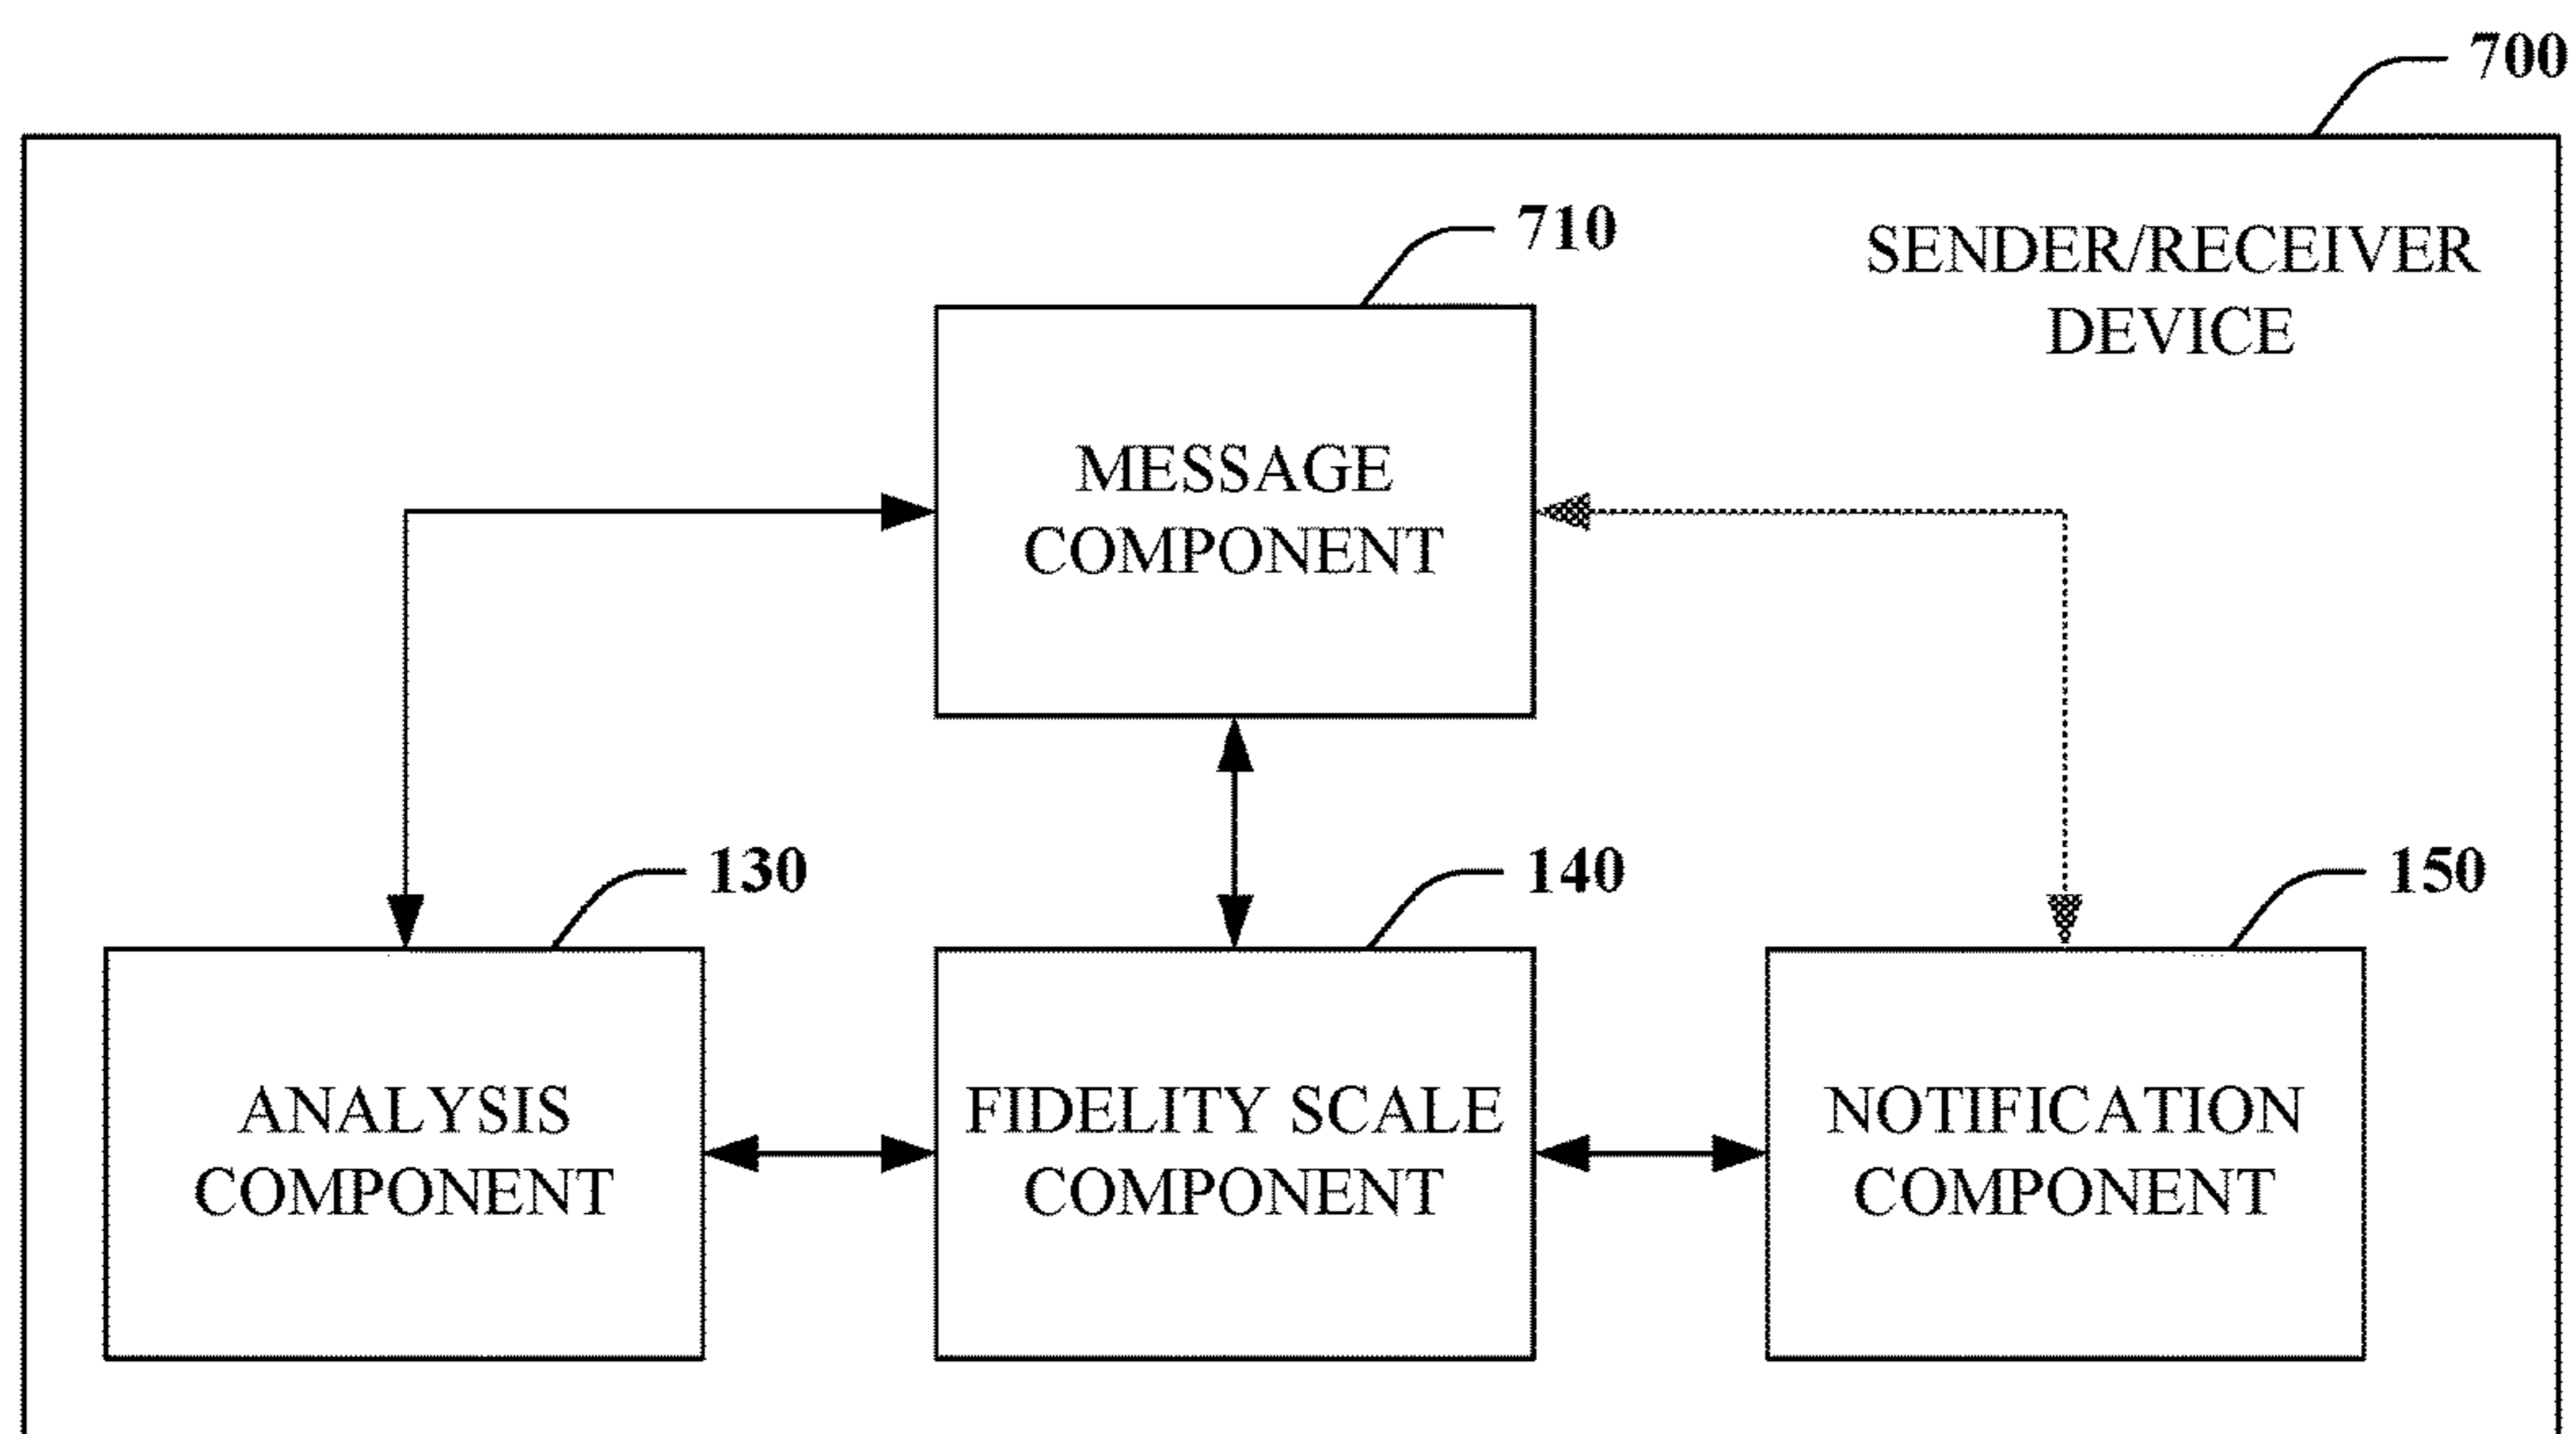 700
710
SENDER/RECEIVER
DEVICE
MESSAGE
COMPONENT
130
140
150
ANALYSIS
COMPONENT
FIDELITY SCALE
COMPONENT
NOTIFICATION
COMPONENT